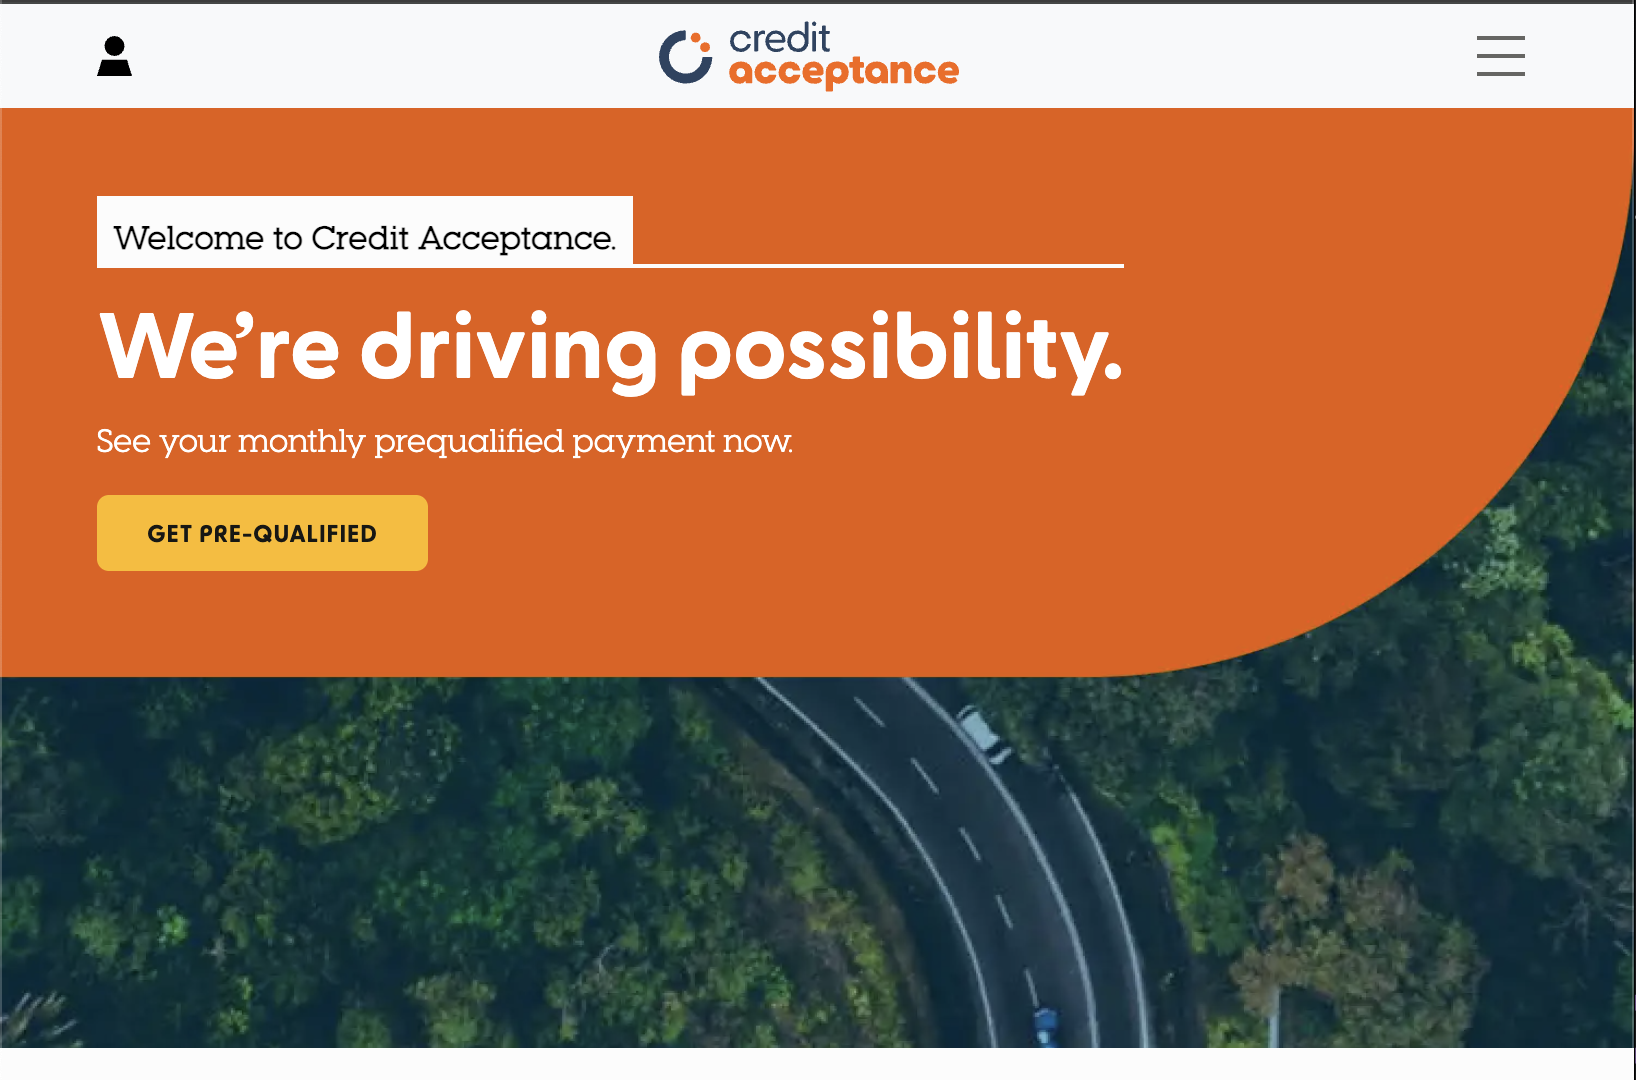 credit
acceptance
Welcome to Credit Acceptance.
We’re driving possibility.
See your monthly prequalified payment now.
GET PRE-QUALIFIED